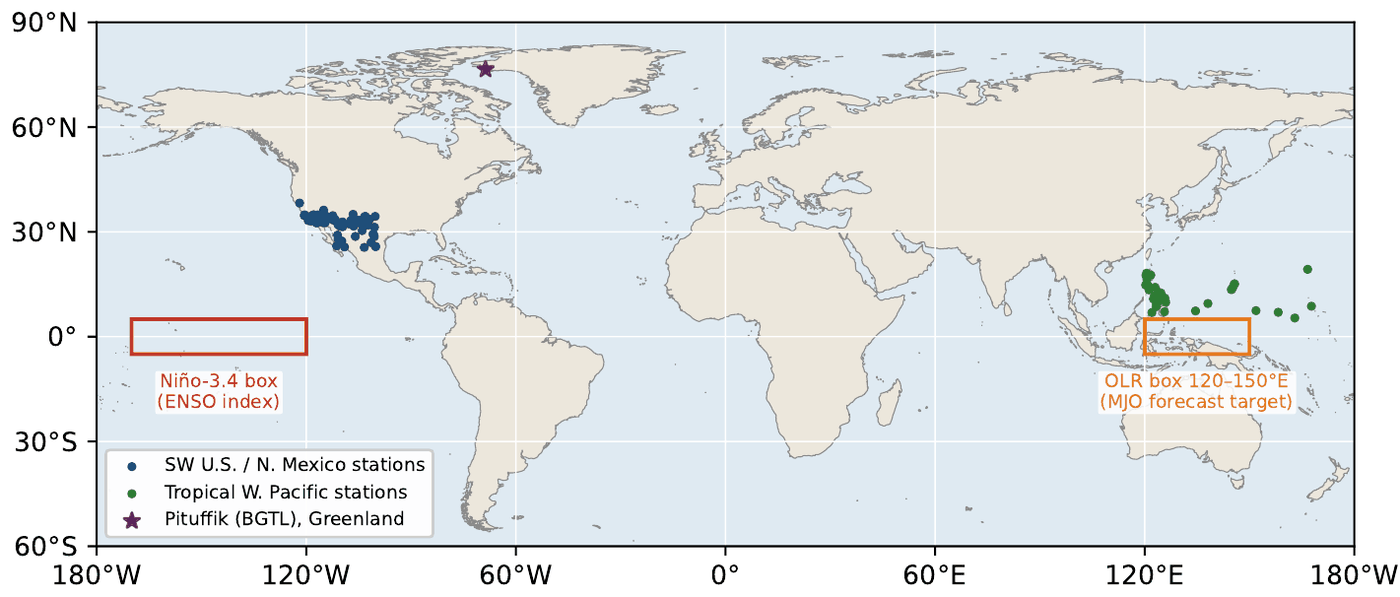 90°N
60°N
30°N
0°
30°S
60°S
Niño-3.4 box
(ENSO index)
OLR box 120–150°E
(MJO forecast target)
SW U.S. / N. Mexico stations
Tropical W. Pacific stations
Pituffik (BGTL), Greenland
180°W
120°W
60°W
0°
60°E
120°E
180°W